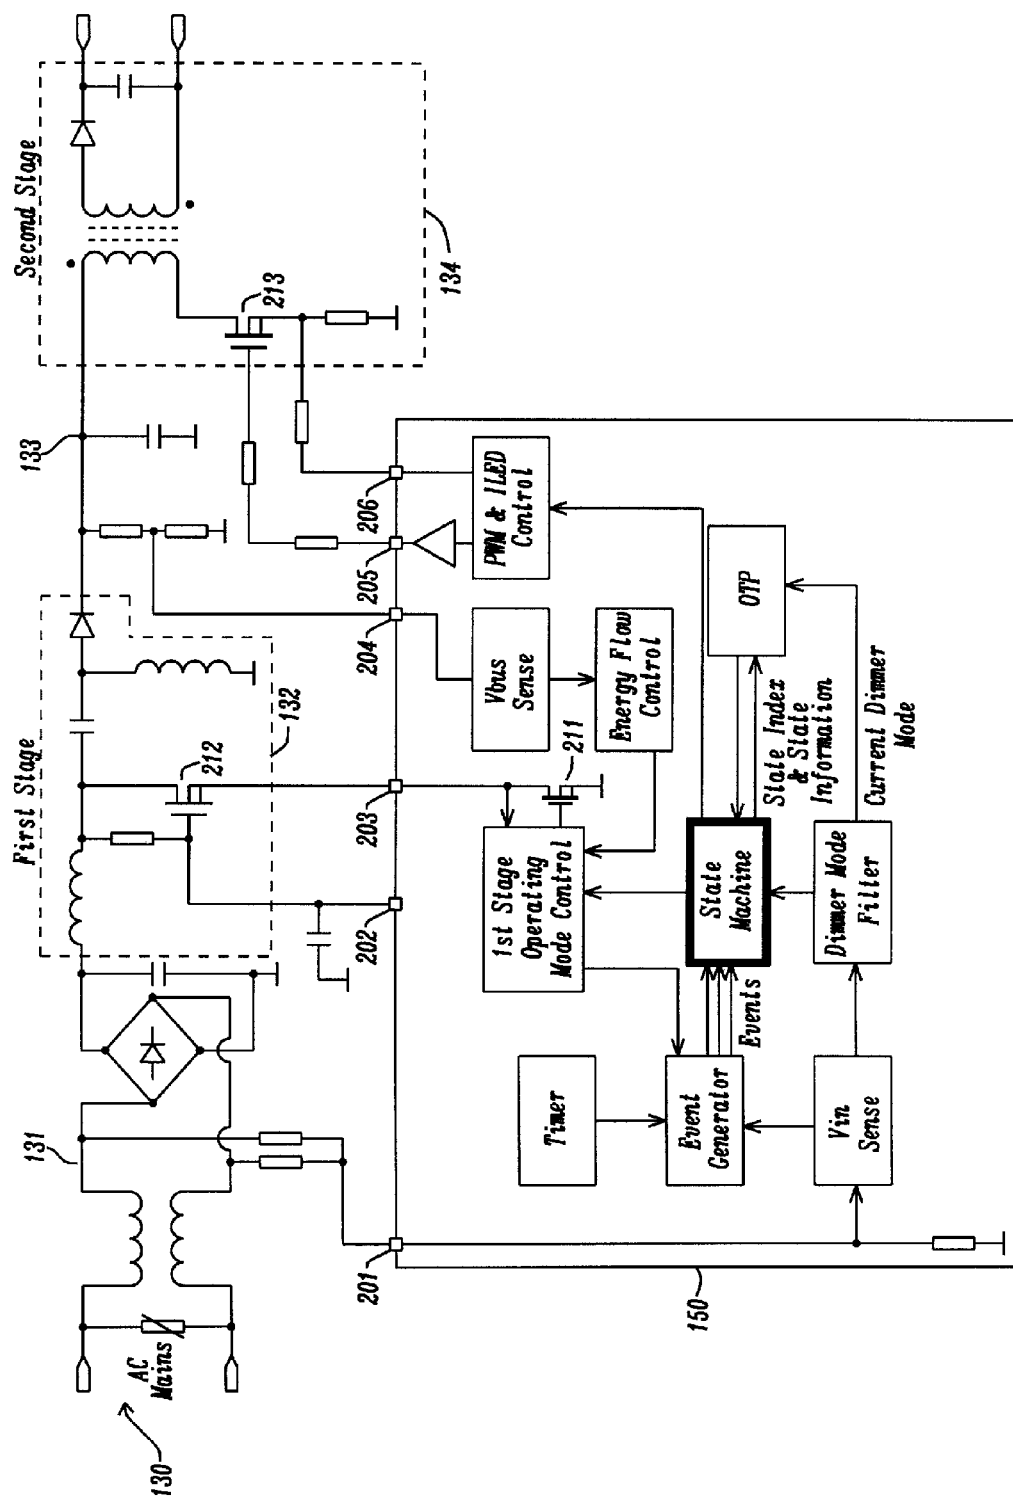 130
AC
Mains
131
First Stage
212
132
133
Second Stage
213
134
201
202
203
204
205
206
150
Timer
Event
Generator
Vin
Sense
Events
1st Stage
Operating
Mode Control
211
Vbus
Sense
Energy Flow
Control
PWM & ILED
Control
State
Machine
Dimmer Mode
Filter
State Index
& State
Information
OTP
Current Dimmer
Mode